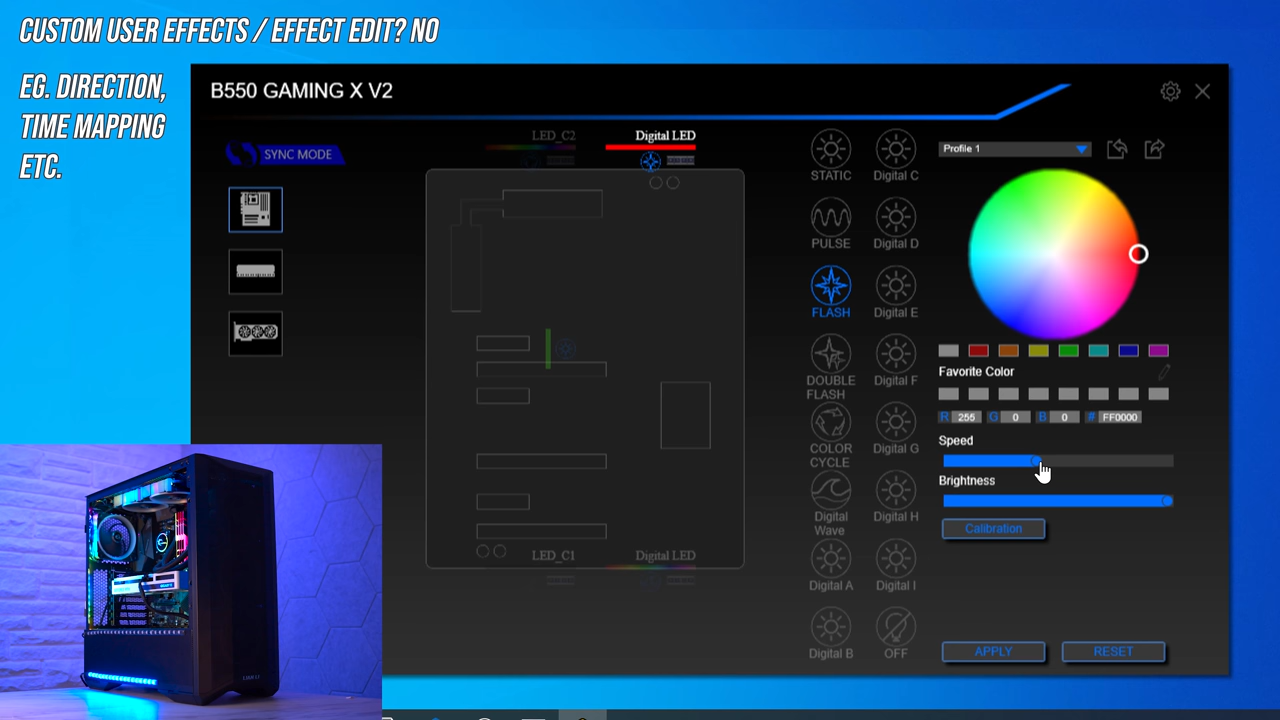 CUSTOM USER EFFECTS / EFFECT EDIT? NO
EG. DIRECTION,
TIME MAPPING
ETC.
B550 GAMING X V2
SYNC MODE
LED_C2
Digital LED
LED_C1
Digital LED
STATIC
Digital C
PULSE
Digital D
FLASH
Digital E
DOUBLE
FLASH
Digital F
COLOR
CYCLE
Digital G
Digital
Wave
Digital H
Digital A
Digital I
Digital B
OFF
Profile 1
Favorite Color
R 255 G 0 B 0 # FF0000
Speed
Brightness
Calibration
APPLY
RESET